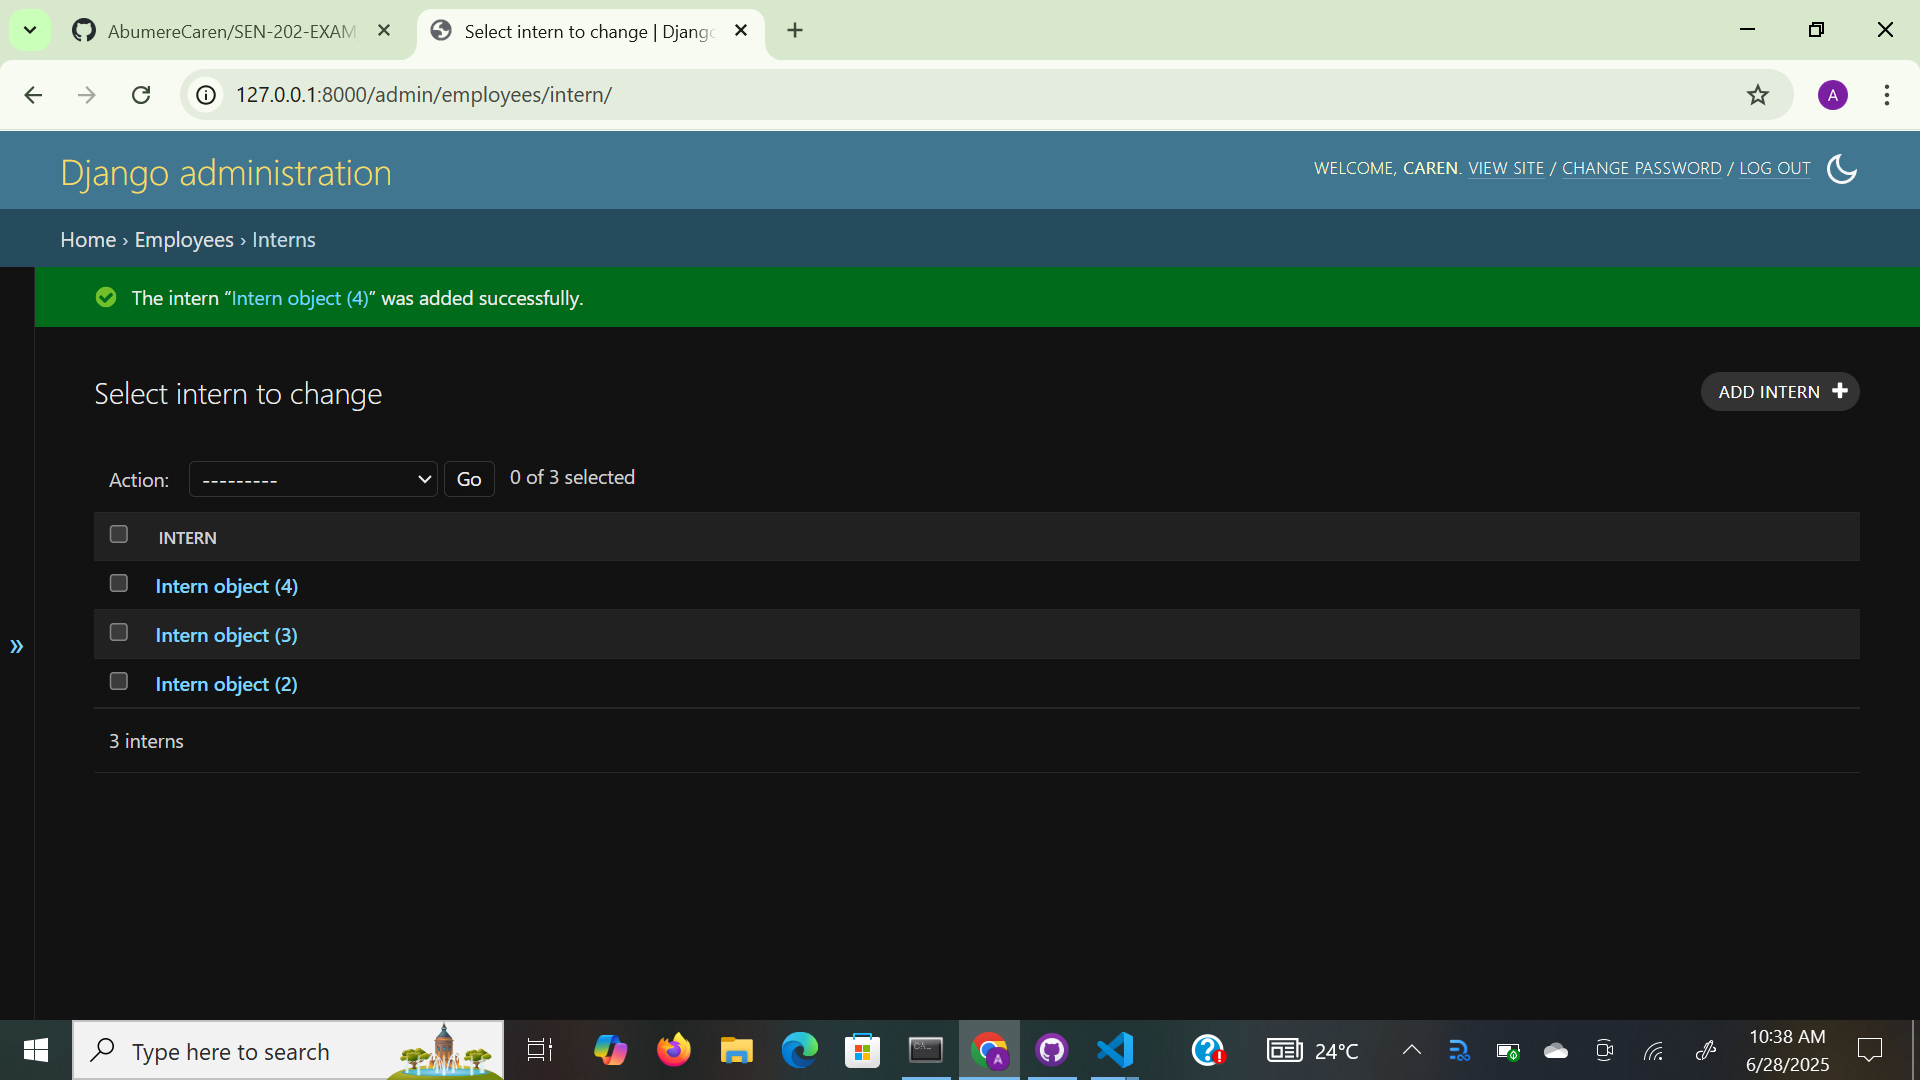 AbumereCaren/SEN-202-EXAM
Select intern to change | Django
127.0.0.1:8000/admin/employees/intern/
A
Django administration
WELCOME, CAREN. VIEW SITE / CHANGE PASSWORD / LOG OUT
Home › Employees › Interns
The intern “Intern object (4)” was added successfully.
Select intern to change
ADD INTERN
Action: --------- Go 0 of 3 selected
INTERN
Intern object (4)
Intern object (3)
Intern object (2)
»
3 interns
Type here to search
A
24°C
10:38 AM
6/28/2025